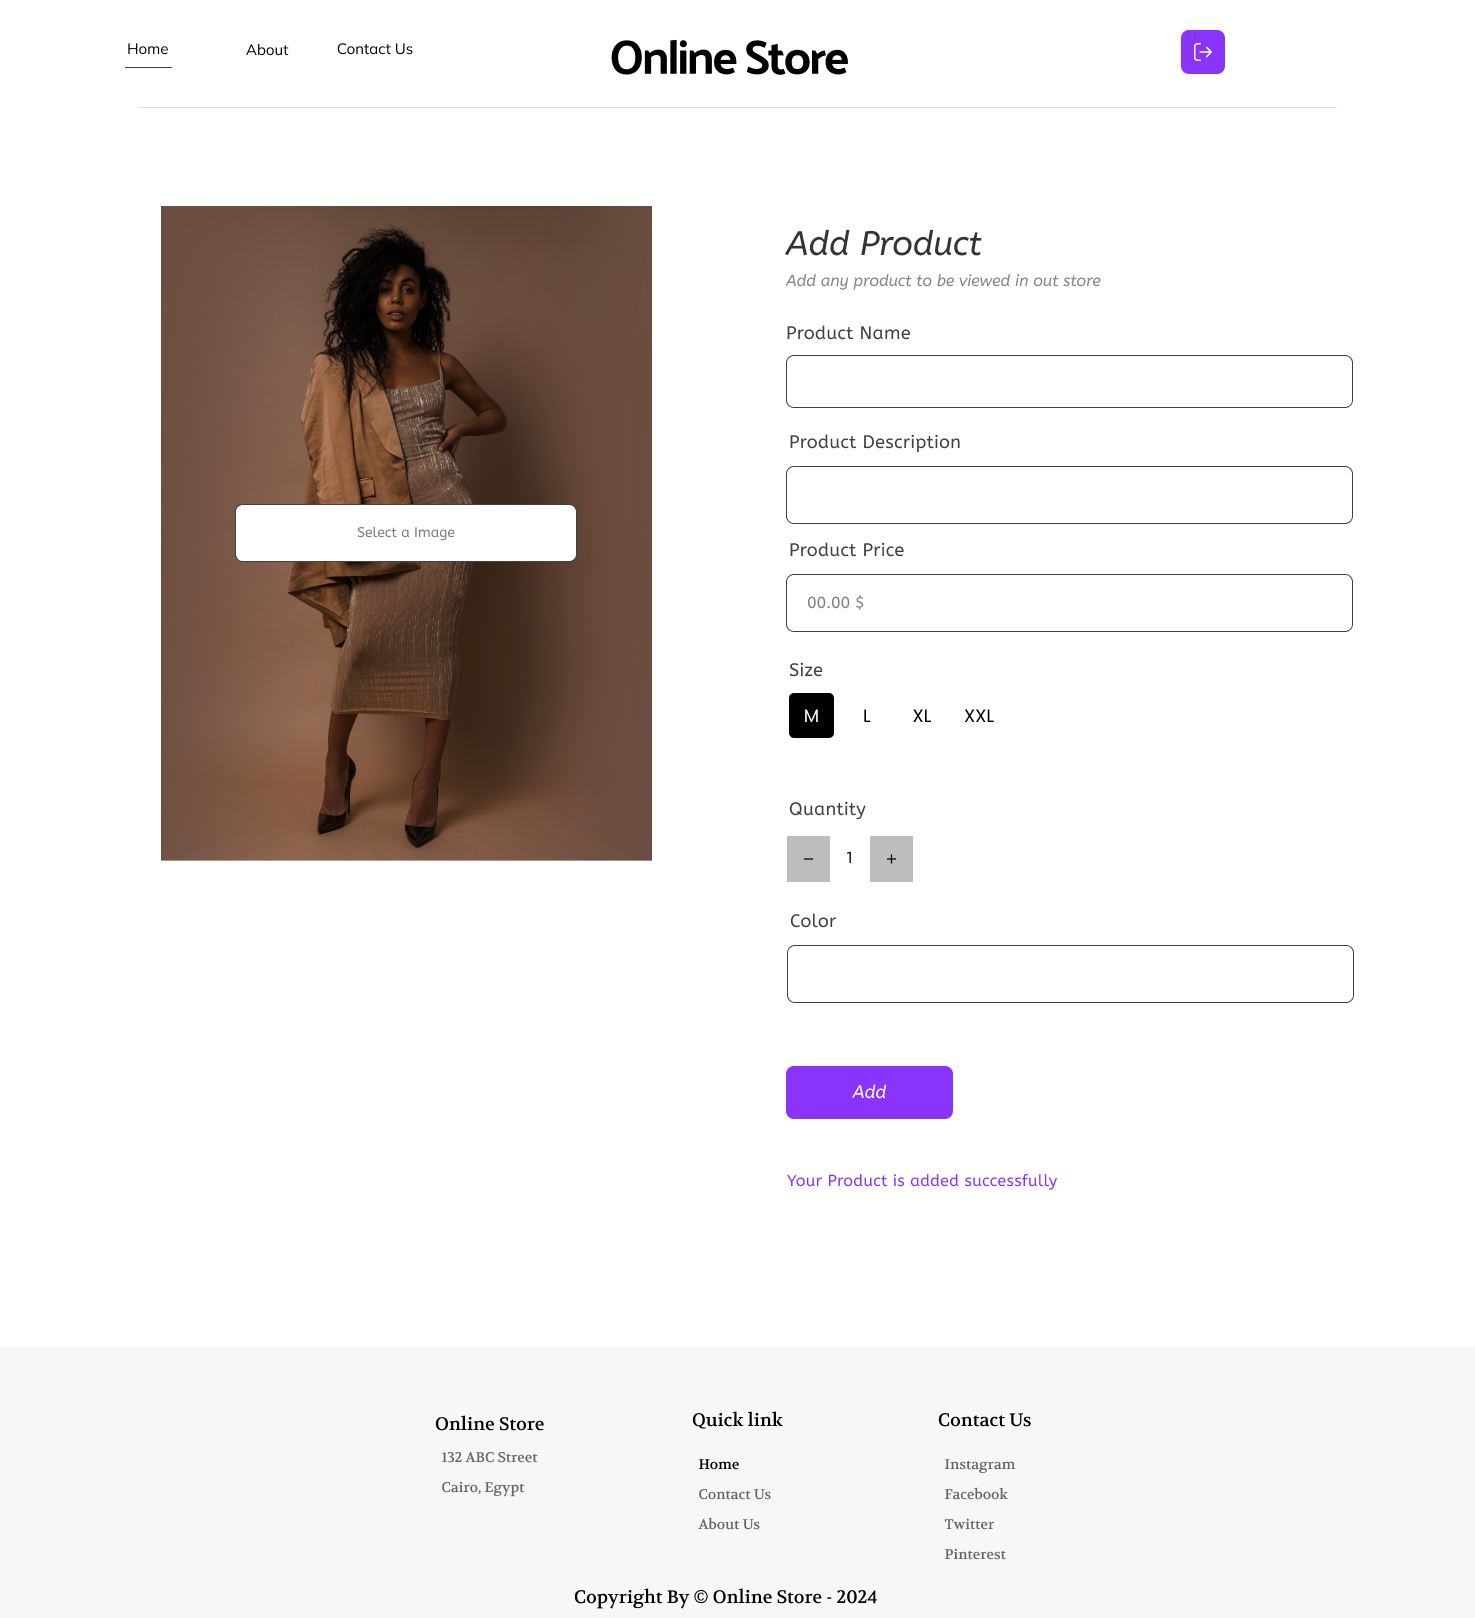 Home
About
Contact Us
Online Store
Add Product
Add any product to be viewed in out store
Product Name
Product Description
Select a Image
Product Price
00.00 $
Size
M L XL XXL
Quantity
− 1 +
Color
Add
Your Product is added successfully
Online Store
132 ABC Street
Cairo, Egypt
Quick link
Home
Contact Us
About Us
Contact Us
Instagram
Facebook
Twitter
Pinterest
Copyright By © Online Store - 2024